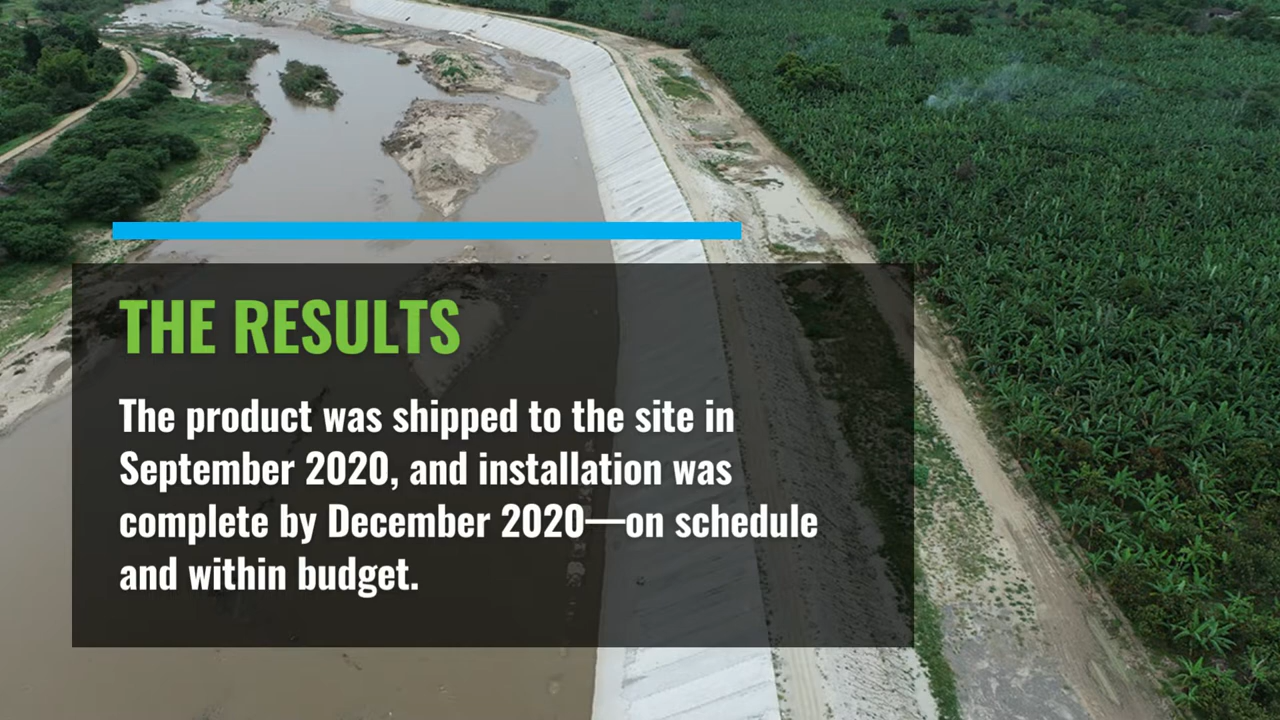 THE RESULTS
The product was shipped to the site in
September 2020, and installation was
complete by December 2020—on schedule
and within budget.